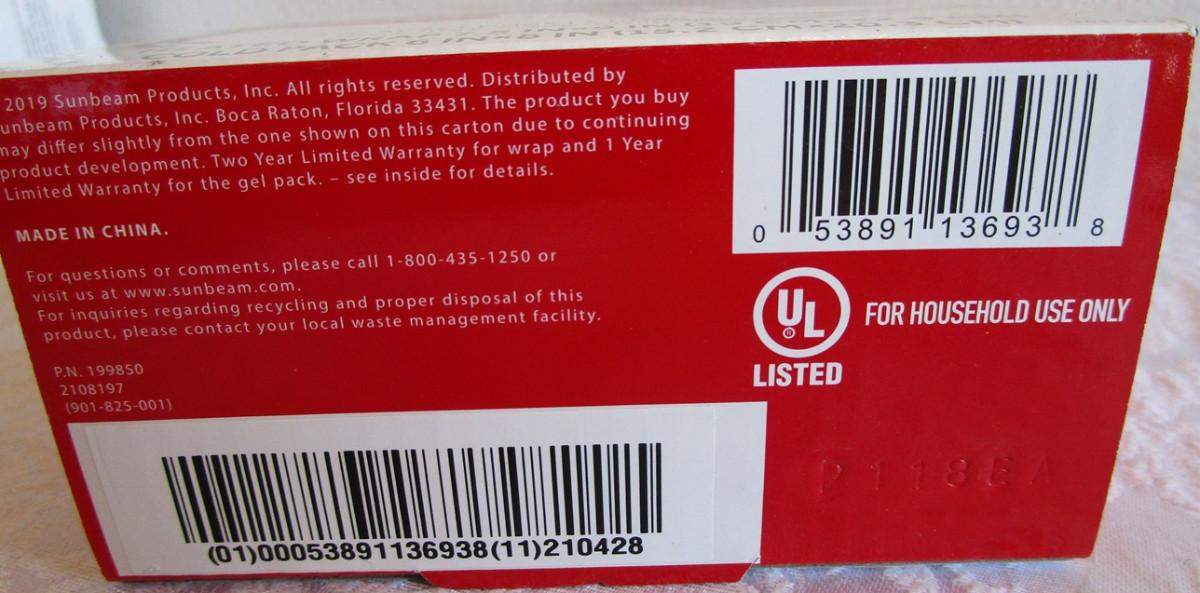 COLD PACK 6 IN
2019 Sunbeam Products, Inc. All rights reserved. Distributed by
unbeam Products, Inc. Boca Raton, Florida 33431. The product you buy
may differ slightly from the one shown on this carton due to continuing
product development. Two Year Limited Warranty for wrap and 1 Year
Limited Warranty for the gel pack. – see inside for details.
MADE IN CHINA.
For questions or comments, please call 1-800-435-1250 or
visit us at www.sunbeam.com.
For inquiries regarding recycling and proper disposal of this
product, please contact your local waste management facility.
P.N. 199850
2108197
(901-825-001)
(01)00053891136938(11)210428
0 53891 13693 8
UL ®
FOR HOUSEHOLD USE ONLY
LISTED
P118EA